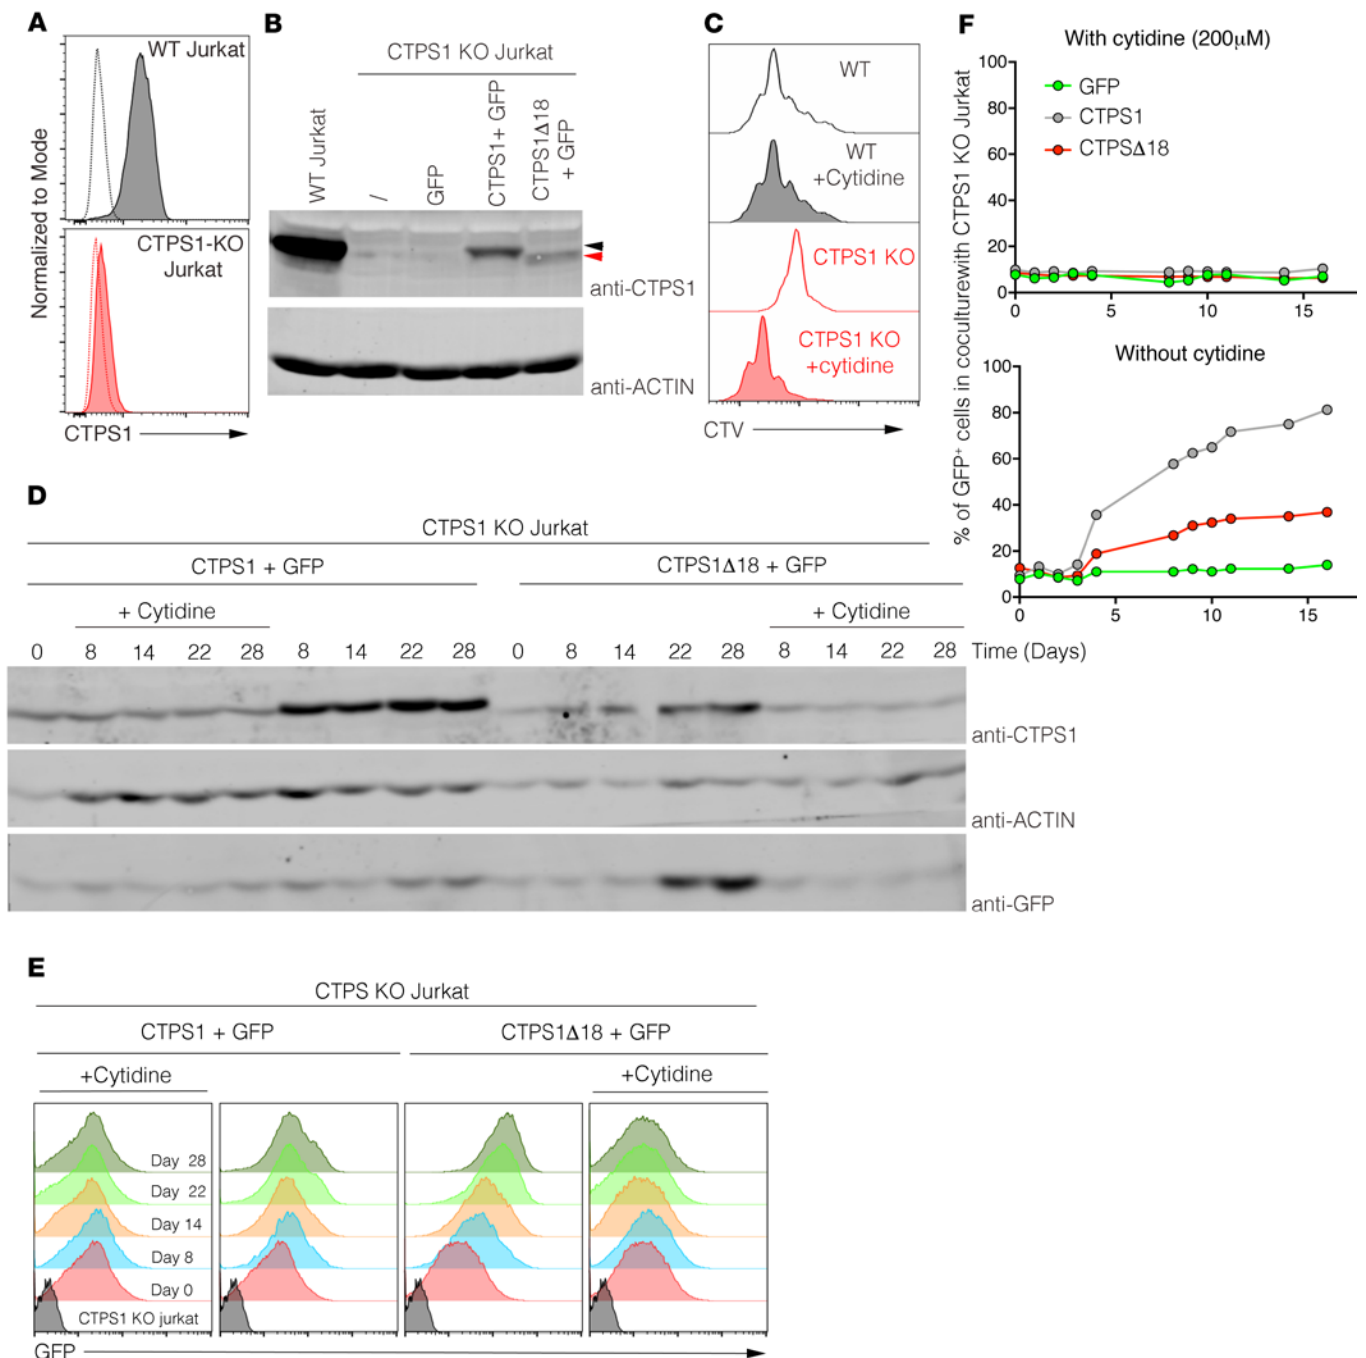 A
WT Jurkat
CTPS1-KO
Jurkat
Normalized to Mode
CTPS1
B
CTPS1 KO Jurkat
WT Jurkat
/
GFP
CTPS1+ GFP
CTPS1Δ18
+ GFP
anti-CTPS1
anti-ACTIN
C
WT
WT
+Cytidine
CTPS1 KO
CTPS1 KO
+cytidine
CTV
F
With cytidine (200µM)
100
80
60
40
20
0
GFP
CTPS1
CTPSΔ18
0 5 10 15
Without cytidine
100
80
60
40
20
0
0 5 10 15
% of GFP+ cells in coculturewith CTPS1 KO Jurkat
D
CTPS1 KO Jurkat
CTPS1 + GFP CTPS1Δ18 + GFP
+ Cytidine + Cytidine
0 8 14 22 28 8 14 22 28 0 8 14 22 28 8 14 22 28 Time (Days)
anti-CTPS1
anti-ACTIN
anti-GFP
E
CTPS KO Jurkat
CTPS1 + GFP CTPS1Δ18 + GFP
+Cytidine +Cytidine
Day 28
Day 22
Day 14
Day 8
Day 0
CTPS1 KO jurkat
GFP